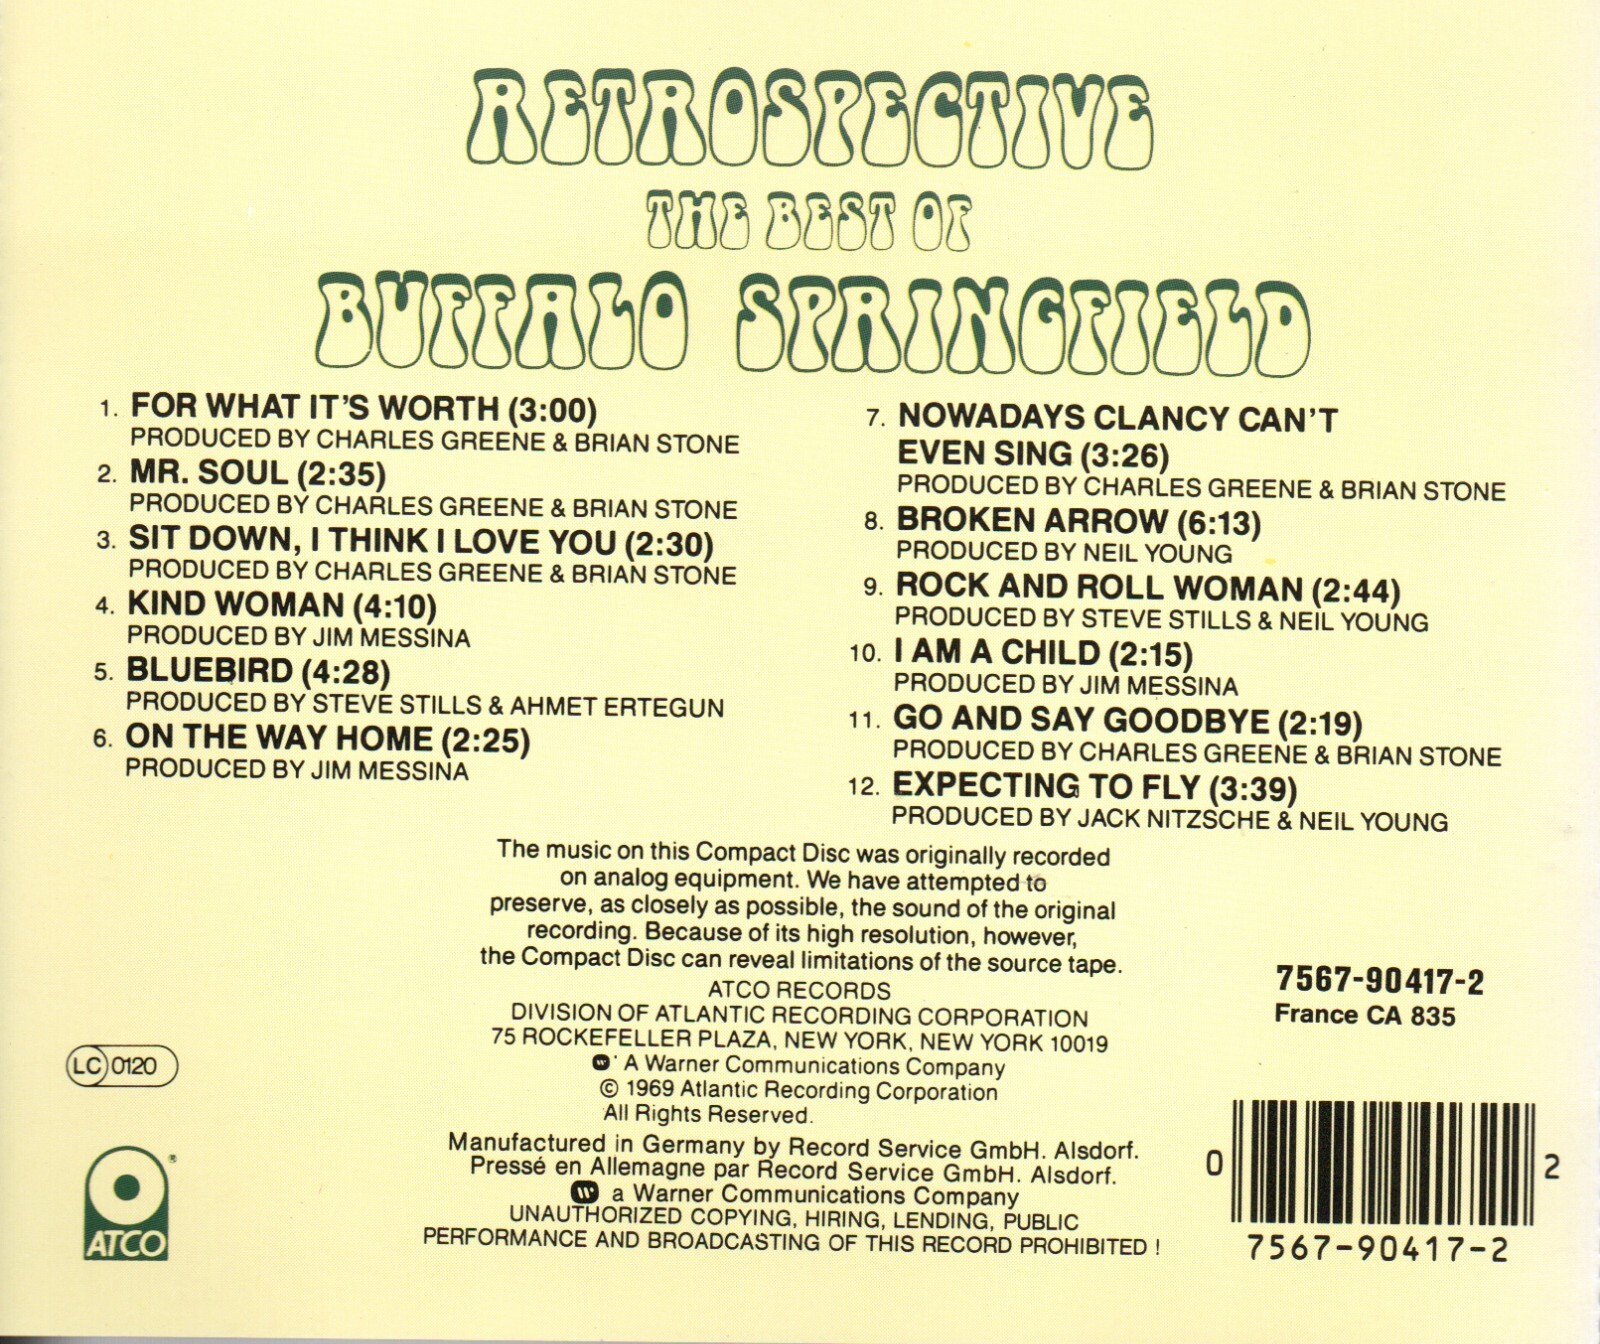 RETROSPECTIVE
THE BEST OF
BUFFALO SPRINGFIELD
1. FOR WHAT IT'S WORTH (3:00)
PRODUCED BY CHARLES GREENE & BRIAN STONE
2. MR. SOUL (2:35)
PRODUCED BY CHARLES GREENE & BRIAN STONE
3. SIT DOWN, I THINK I LOVE YOU (2:30)
PRODUCED BY CHARLES GREENE & BRIAN STONE
4. KIND WOMAN (4:10)
PRODUCED BY JIM MESSINA
5. BLUEBIRD (4:28)
PRODUCED BY STEVE STILLS & AHMET ERTEGUN
6. ON THE WAY HOME (2:25)
PRODUCED BY JIM MESSINA
7. NOWADAYS CLANCY CAN'T
EVEN SING (3:26)
PRODUCED BY CHARLES GREENE & BRIAN STONE
8. BROKEN ARROW (6:13)
PRODUCED BY NEIL YOUNG
9. ROCK AND ROLL WOMAN (2:44)
PRODUCED BY STEVE STILLS & NEIL YOUNG
10. I AM A CHILD (2:15)
PRODUCED BY JIM MESSINA
11. GO AND SAY GOODBYE (2:19)
PRODUCED BY CHARLES GREENE & BRIAN STONE
12. EXPECTING TO FLY (3:39)
PRODUCED BY JACK NITZSCHE & NEIL YOUNG
The music on this Compact Disc was originally recorded
on analog equipment. We have attempted to
preserve, as closely as possible, the sound of the original
recording. Because of its high resolution, however,
the Compact Disc can reveal limitations of the source tape.
ATCO RECORDS
DIVISION OF ATLANTIC RECORDING CORPORATION
75 ROCKEFELLER PLAZA, NEW YORK, NEW YORK 10019
A Warner Communications Company
© 1969 Atlantic Recording Corporation
All Rights Reserved.
Manufactured in Germany by Record Service GmbH. Alsdorf.
Pressé en Allemagne par Record Service GmbH. Alsdorf.
a Warner Communications Company
UNAUTHORIZED COPYING, HIRING, LENDING, PUBLIC
PERFORMANCE AND BROADCASTING OF THIS RECORD PROHIBITED !
LC 0120
ATCO®
7567-90417-2
France CA 835
0 2
7567-90417-2